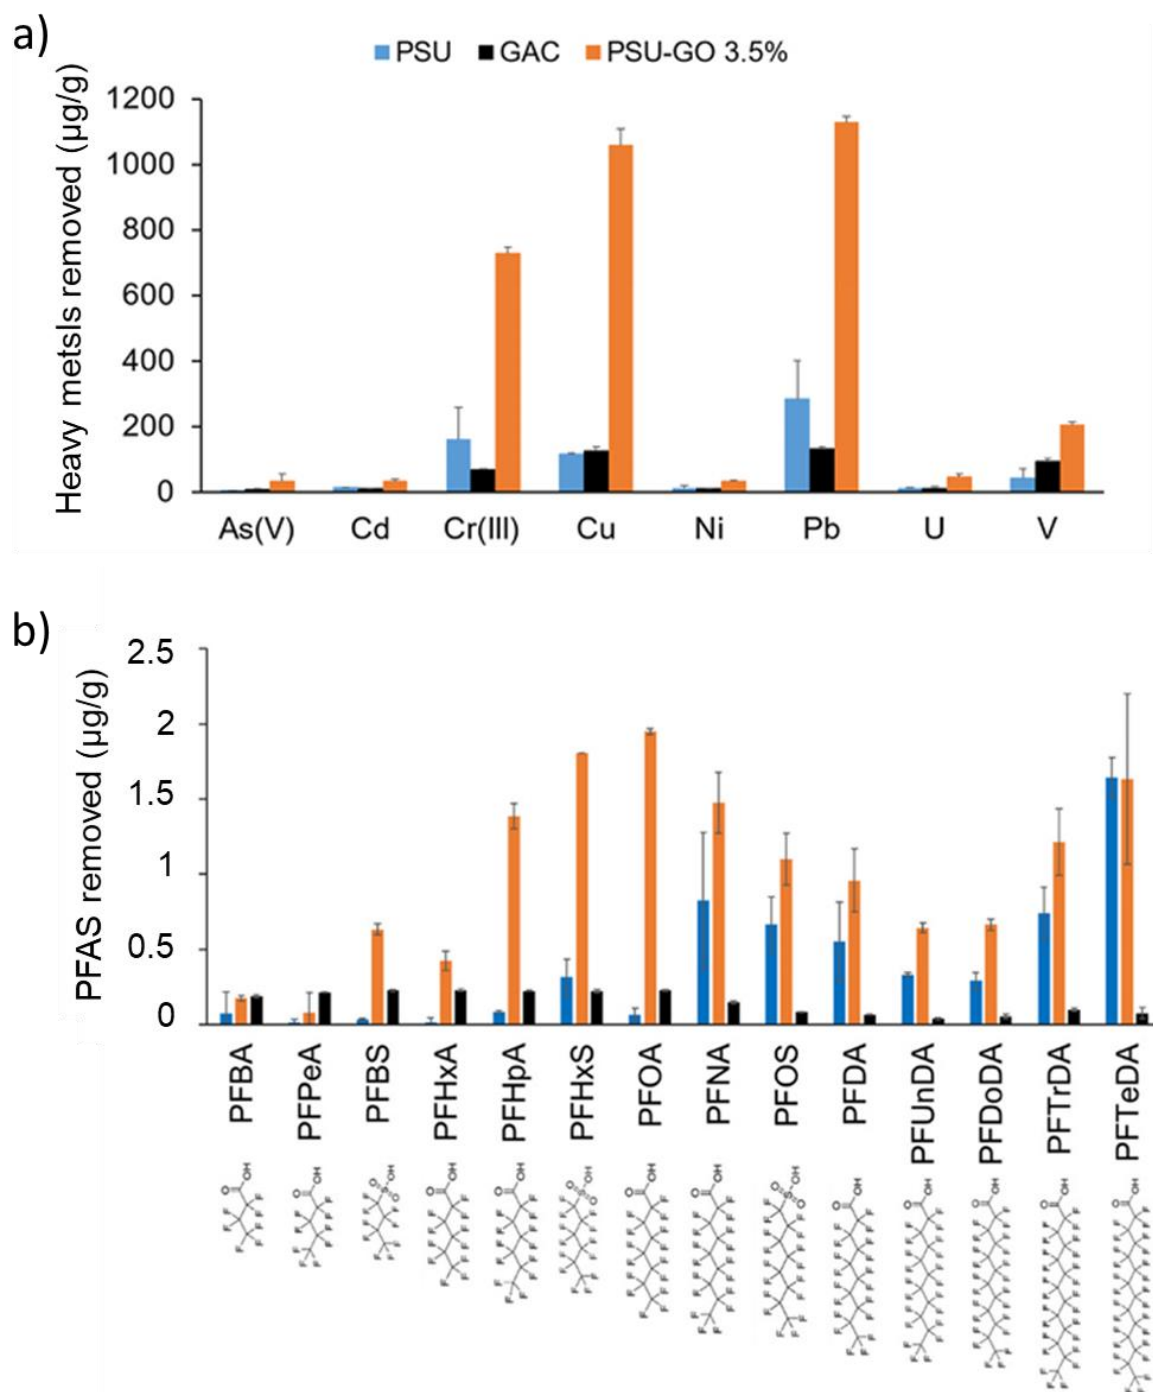 a)
PSU GAC PSU-GO 3.5%
Heavy metsls removed (µg/g)
1200
1000
800
600
400
200
0
As(V) Cd Cr(III) Cu Ni Pb U V
b)
PFAS removed (µg/g)
2.5
2
1.5
1
0.5
0
PFBA PFPeA PFBS PFHxA PFHpA PFHxS PFOA PFNA PFOS PFDA PFUnDA PFDoDA PFTrDA PFTeDA